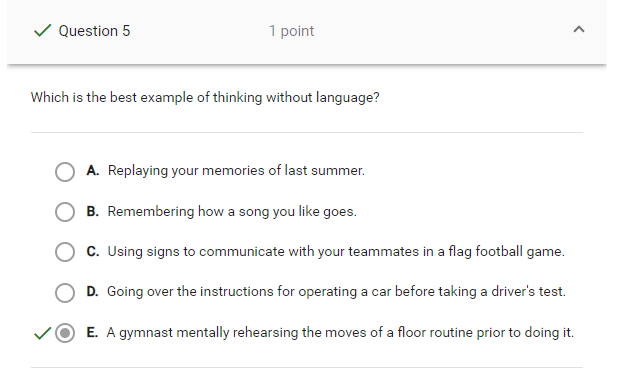 Question 5 1 point
Which is the best example of thinking without language?
A. Replaying your memories of last summer.
B. Remembering how a song you like goes.
C. Using signs to communicate with your teammates in a flag football game.
D. Going over the instructions for operating a car before taking a driver's test.
E. A gymnast mentally rehearsing the moves of a floor routine prior to doing it.